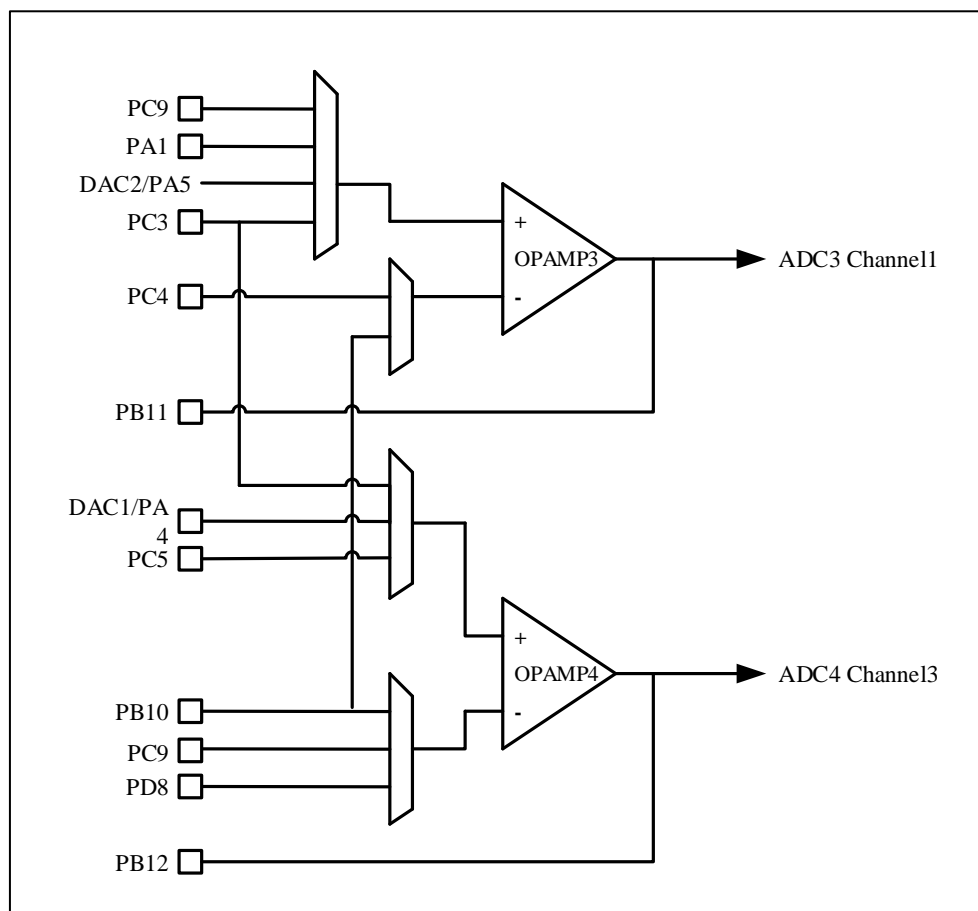 PC9
PA1
DAC2/PA5
PC3
+
OPAMP3
ADC3 Channel1
PC4
-
PB11
DAC1/PA
4
PC5
+
OPAMP4
ADC4 Channel3
PB10
-
PC9
PD8
PB12